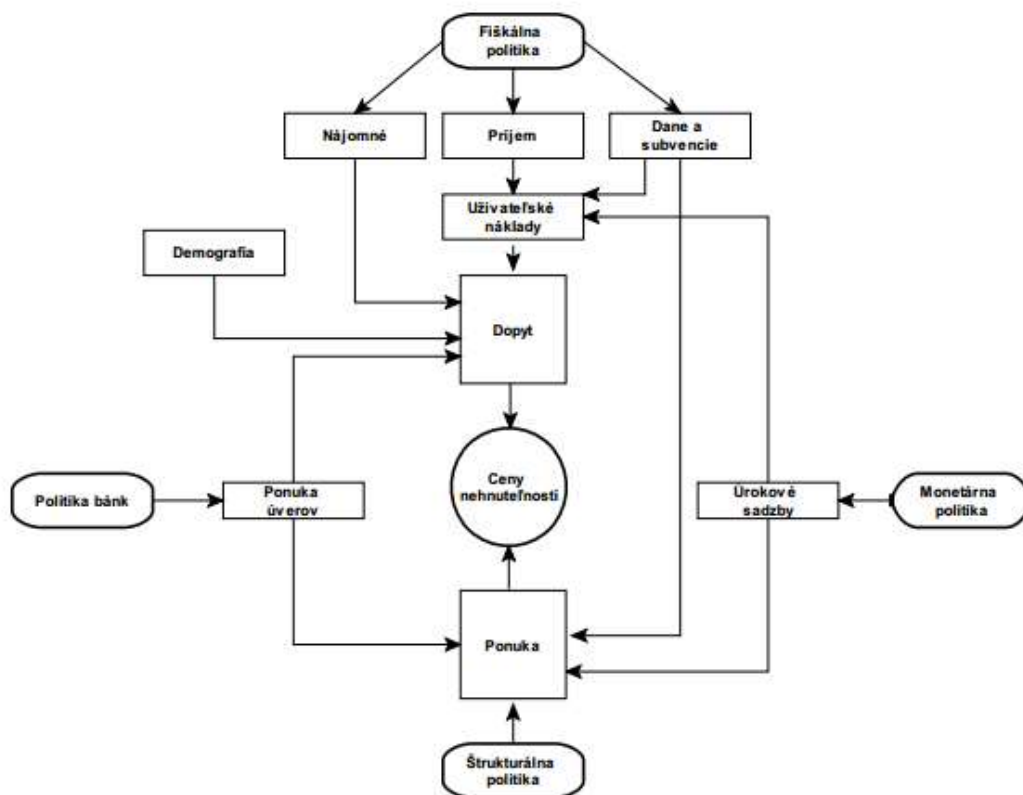 Fiškálna
politika
Nájomné
Príjem
Dane a
subvencie
Užívateľské
náklady
Demografia
Dopyt
Ceny
nehnuteľností
Politika bánk
Ponuka
úverov
Úrokové
sadzby
Monetárna
politika
Ponuka
Štrukturálna
politika